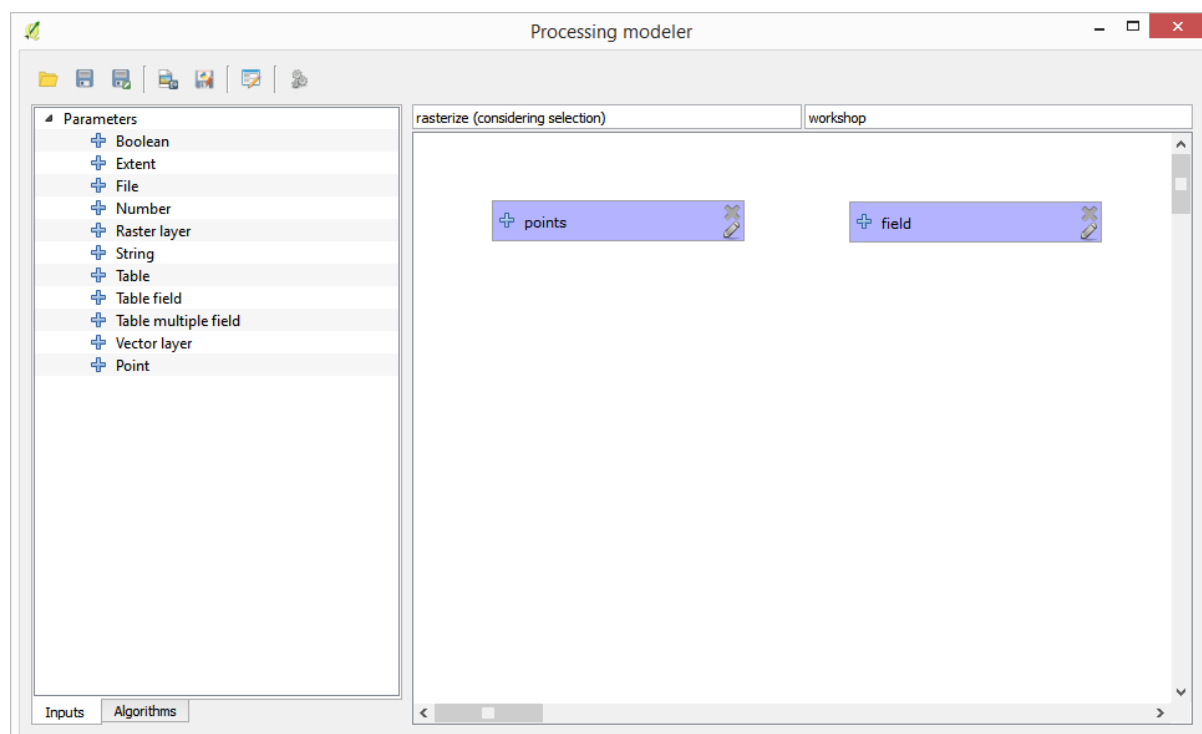 Processing modeler
Parameters
Boolean
Extent
File
Number
Raster layer
String
Table
Table field
Table multiple field
Vector layer
Point
Inputs
Algorithms
rasterize (considering selection)
workshop
points
field